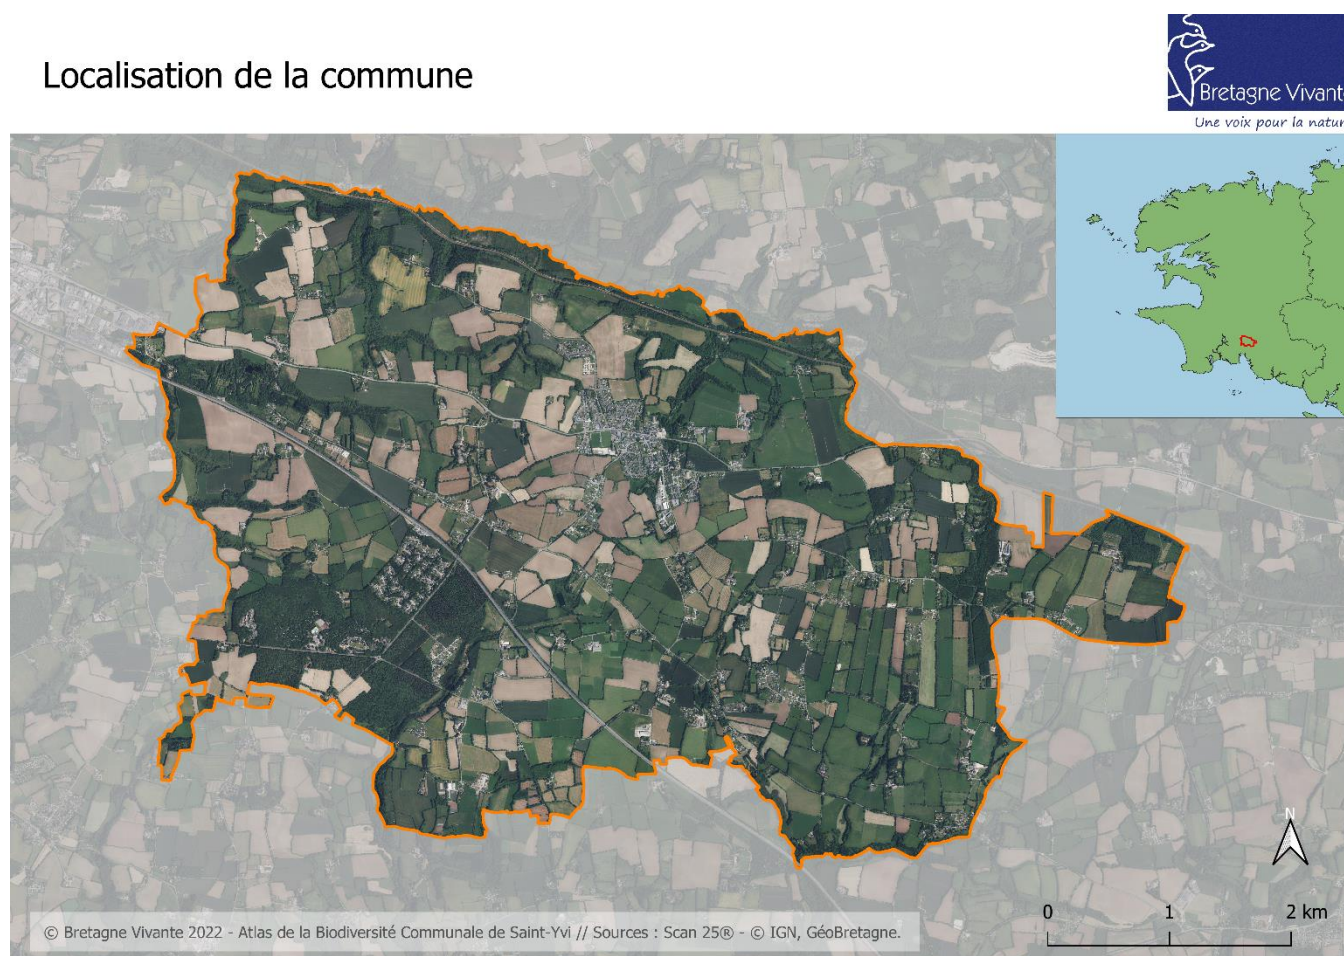 Localisation de la commune
Bretagne Vivante
Une voix pour la natur
N
0 1 2 km
© Bretagne Vivante 2022 - Atlas de la Biodiversité Communale de Saint-Yvi // Sources : Scan 25® - © IGN, GéoBretagne.